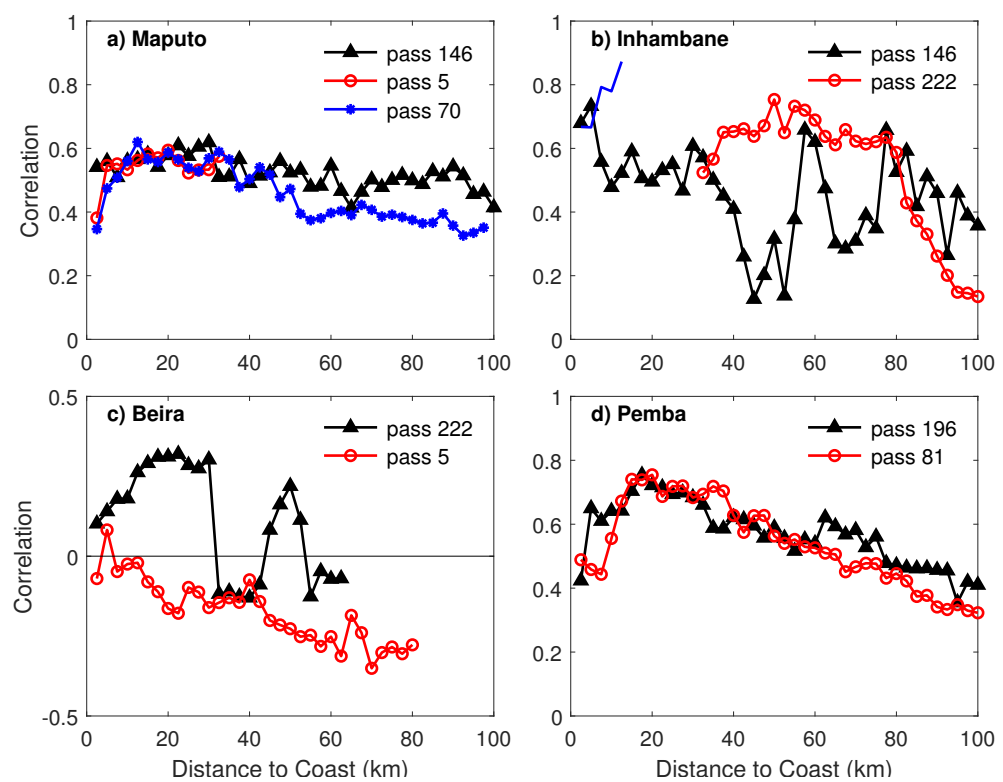 a) Maputo
pass 146
pass 5
pass 70
Correlation
1
0.8
0.6
0.4
0.2
0
0 20 40 60 80 100
b) Inhambane
pass 146
pass 222
1
0.8
0.6
0.4
0.2
0
0 20 40 60 80 100
c) Beira
pass 222
pass 5
Correlation
0.5
0
-0.5
0 20 40 60 80 100
Distance to Coast (km)
d) Pemba
pass 196
pass 81
1
0.8
0.6
0.4
0.2
0
0 20 40 60 80 100
Distance to Coast (km)